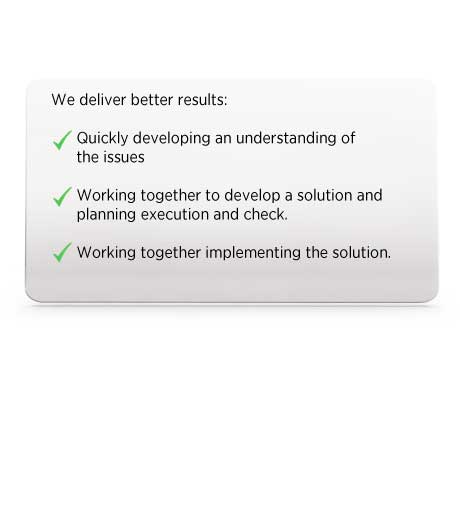 We deliver better results:
Quickly developing an understanding of
the issues
Working together to develop a solution and
planning execution and check.
Working together implementing the solution.